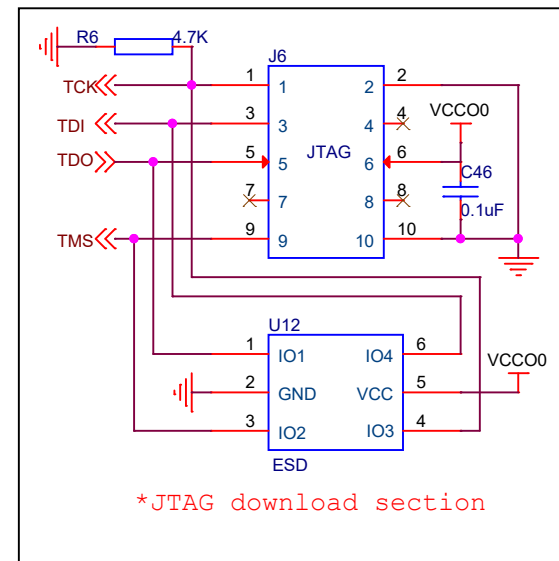 R6 4.7K
J6
TCK 1 1 2 2
VCCO0
TDI 3 3 4 4
TDO 5 5 JTAG 6 6
C46
7 7 8 8
0.1uF
TMS 9 9 10 10
U12
1 IO1 IO4 6
VCCO0
2 GND VCC 5
3 IO2 IO3 4
ESD
*JTAG download section